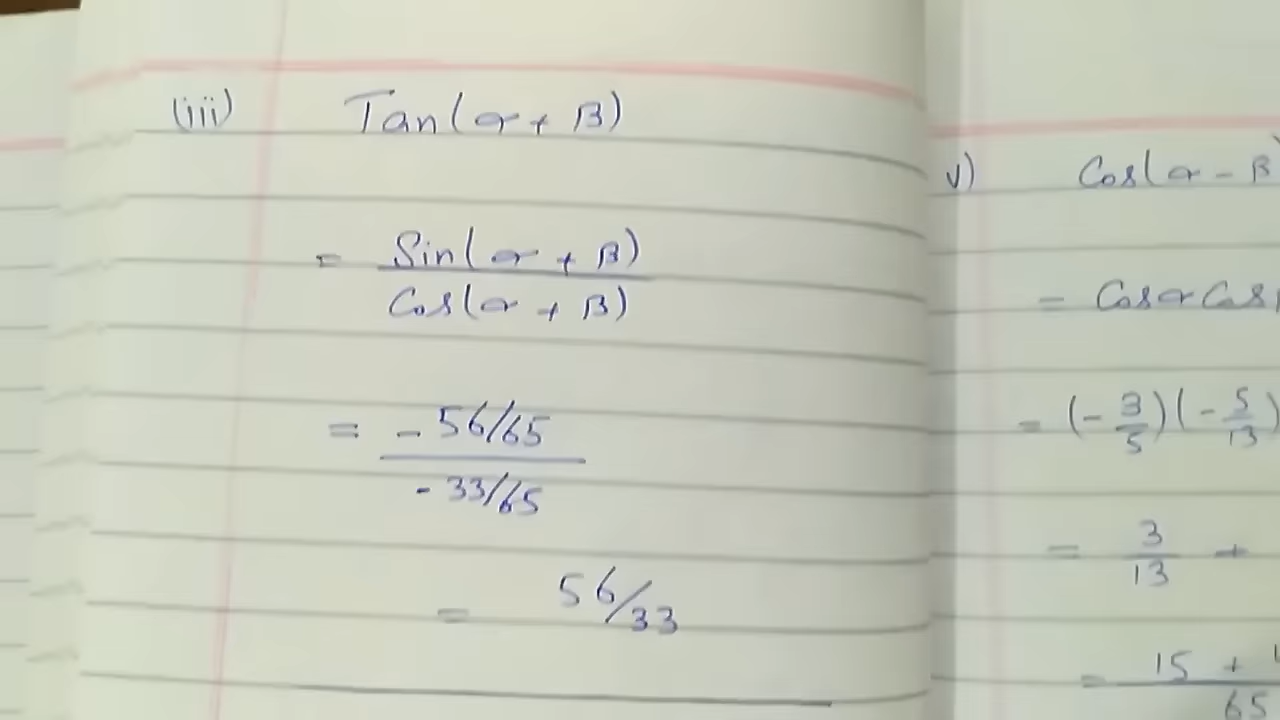 (iii) Tan(α + β)
= Sin(α + β)
Cos(α + β)
= - 56/65
- 33/65
= 56/33
v) Cos(α - β)
= Cosα Cos
= (- 3/5)(- 5/13)
= 3/13 +
= 15 +
65